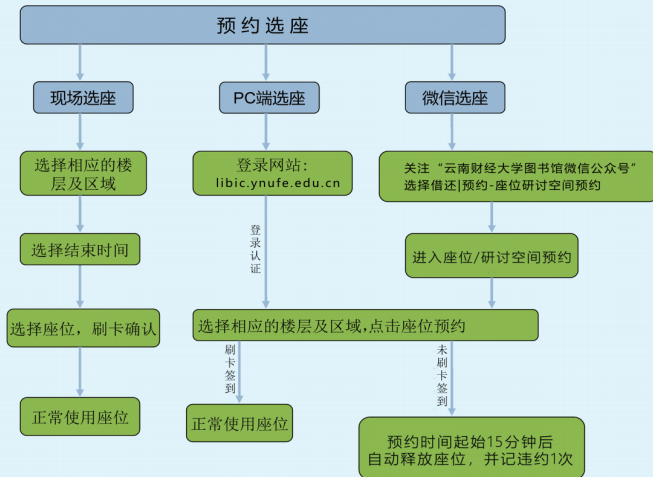 预约选座
现场选座
PC端选座
微信选座
选择相应的楼
层及区域
登录网站：
libic.ynufe.edu.cn
关注“云南财经大学图书馆微信公众号”
选择借还|预约-座位研讨空间预约
选择结束时间
登录认证
进入座位/研讨空间预约
选择座位，刷卡确认
选择相应的楼层及区域,点击座位预约
刷卡签到
未刷卡签到
正常使用座位
正常使用座位
预约时间起始15分钟后
自动释放座位，并记违约1次